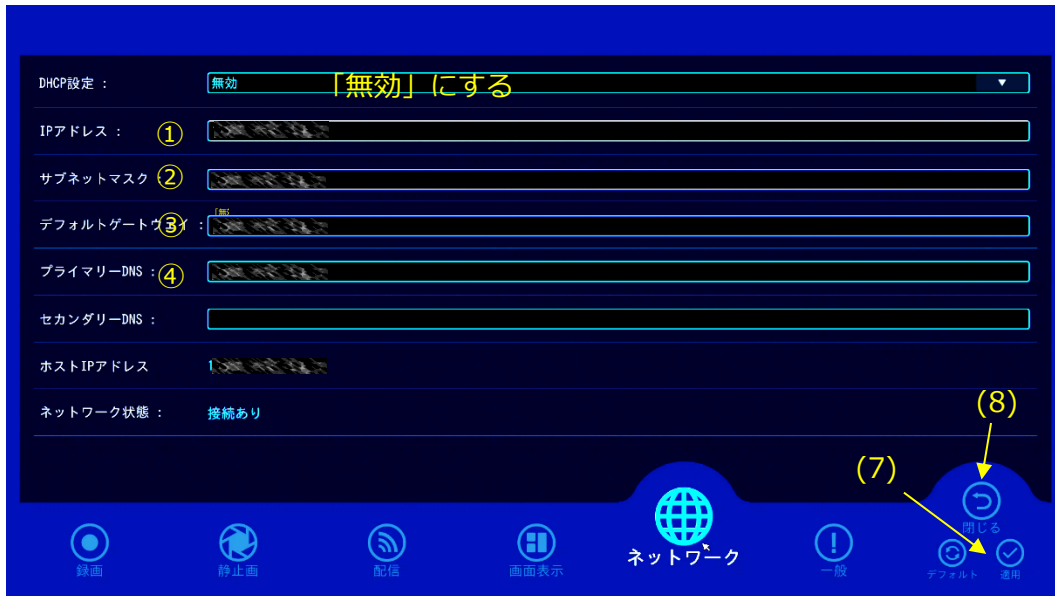 DHCP設定 : 無効 「無効」にする ▼
IPアドレス : ①
サブネットマスク ②
デフォルトゲートウェイ : ③
プライマリーDNS : ④
セカンダリーDNS :
ホストIPアドレス 1
ネットワーク状態 : 接続あり
(8)
(7)
閉じる
録画 静止画 配信 画面表示 ネットワーク 一般 デフォルト 適用